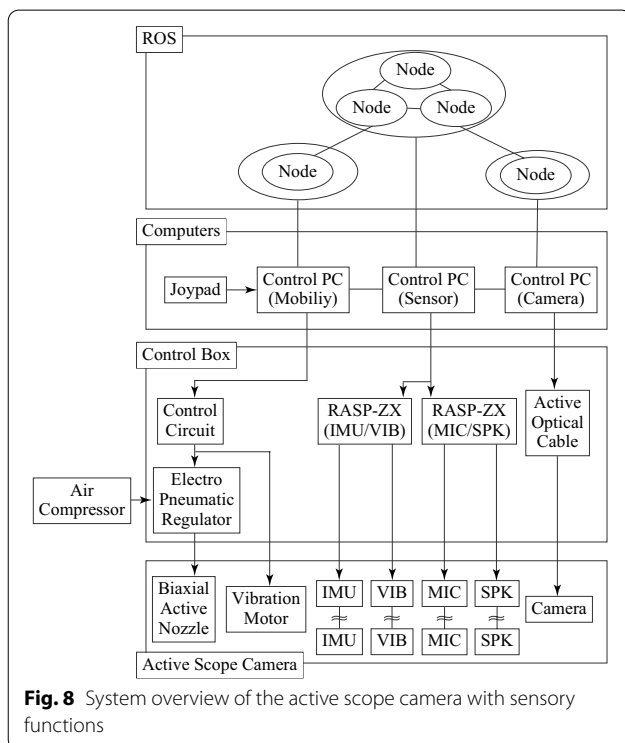 ROS
Node
Node Node
Node Node
Computers
Joypad
Control PC
(Mobiliy)
Control PC
(Sensor)
Control PC
(Camera)
Control Box
Control
Circuit
RASP-ZX
(IMU/VIB)
RASP-ZX
(MIC/SPK)
Active
Optical
Cable
Air
Compressor
Electro
Pneumatic
Regulator
Biaxial
Active
Nozzle
Vibration
Motor
IMU VIB MIC SPK
Camera
IMU VIB MIC SPK
Active Scope Camera
Fig. 8 System overview of the active scope camera with sensory
functions